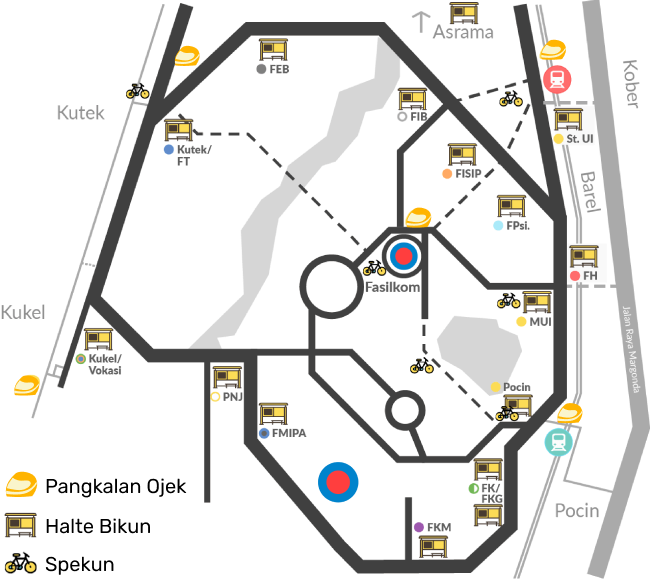 Asrama
FEB
Kober
Kutek
FIB
St. UI
Kutek/
FT
FISIP
Barel
FPsi.
FH
Fasilkom
Kukel
MUI
Jalan Raya Margonda
Kukel/
Vokasi
Pocin
PNJ
FMIPA
FK/
FKG
Pangkalan Ojek
Pocin
Halte Bikun
FKM
Spekun